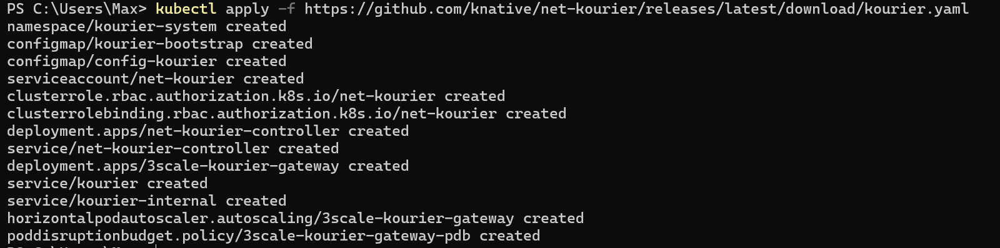 PS C:\Users\Max> kubectl apply -f https://github.com/knative/net-kourier/releases/latest/download/kourier.yaml
namespace/kourier-system created
configmap/kourier-bootstrap created
configmap/config-kourier created
serviceaccount/net-kourier created
clusterrole.rbac.authorization.k8s.io/net-kourier created
clusterrolebinding.rbac.authorization.k8s.io/net-kourier created
deployment.apps/net-kourier-controller created
service/net-kourier-controller created
deployment.apps/3scale-kourier-gateway created
service/kourier created
service/kourier-internal created
horizontalpodautoscaler.autoscaling/3scale-kourier-gateway created
poddisruptionbudget.policy/3scale-kourier-gateway-pdb created